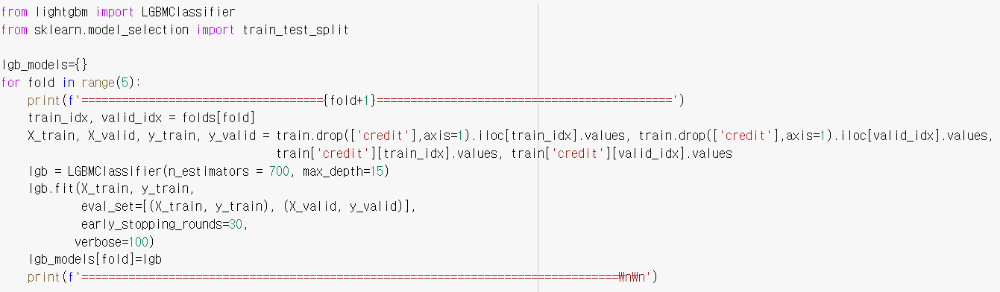 from lightgbm import LGBMClassifier
from sklearn.model_selection import train_test_split
lgb_models={}
for fold in range(5):
print(f'===================================={fold+1}============================================')
train_idx, valid_idx = folds[fold]
X_train, X_valid, y_train, y_valid = train.drop(['credit'],axis=1).iloc[train_idx].values, train.drop(['credit'],axis=1).iloc[valid_idx].values,
train['credit'][train_idx].values, train['credit'][valid_idx].values
lgb = LGBMClassifier(n_estimators = 700, max_depth=15)
lgb.fit(X_train, y_train,
eval_set=[(X_train, y_train), (X_valid, y_valid)],
early_stopping_rounds=30,
verbose=100)
lgb_models[fold]=lgb
print(f'================================================================================₩n₩n')